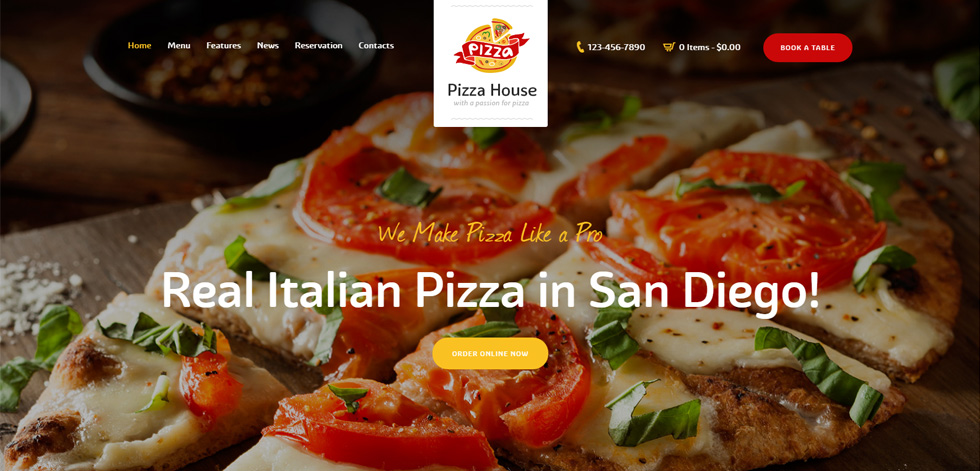 Home Menu Features News Reservation Contacts
PIZZA
Pizza House
with a passion for pizza
123-456-7890 0 Items - $0.00 BOOK A TABLE
We Make Pizza Like a Pro
Real Italian Pizza in San Diego!
ORDER ONLINE NOW